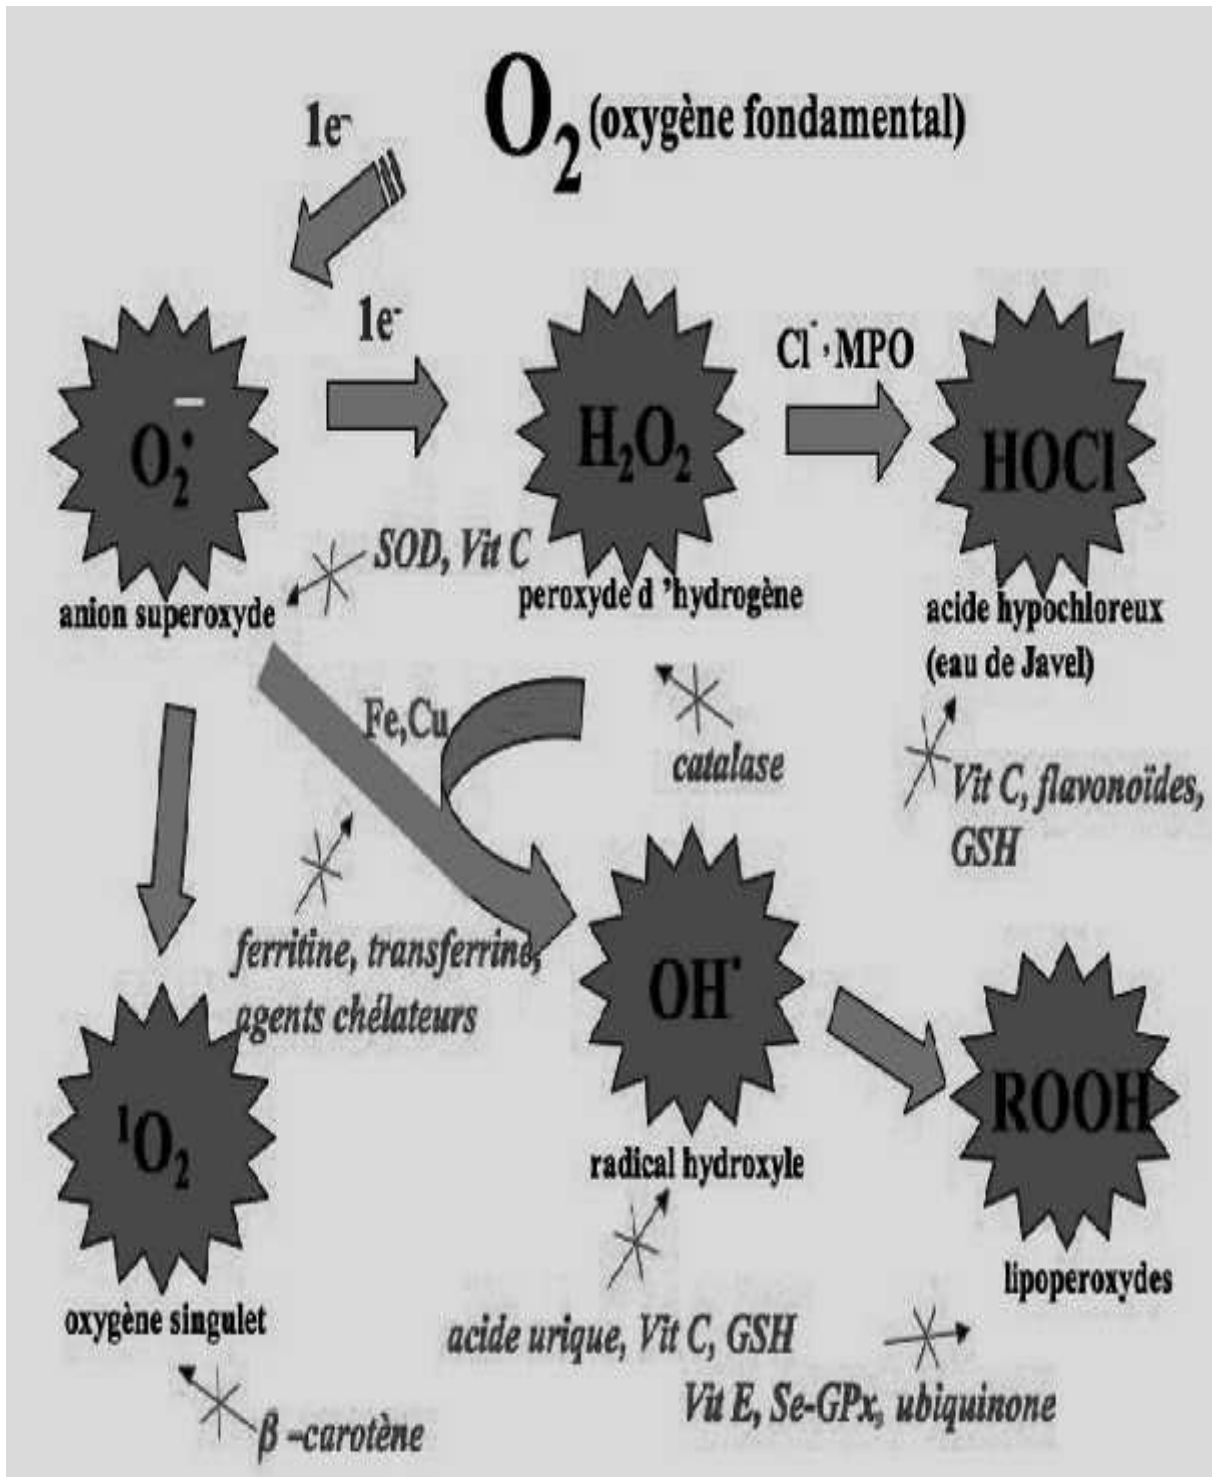 O₂ (oxygène fondamental)
1e⁻
1e⁻
Cl⁻, MPO
O₂•⁻
H₂O₂
HOCl
SOD, Vit C
anion superoxyde
peroxyde d ’hydrogène
acide hypochloreux
(eau de Javel)
Fe,Cu
catalase
Vit C, flavonoïdes,
GSH
ferritine, transferrine,
agents chélateurs
OH•
ROOH
¹O₂
radical hydroxyle
lipoperoxydes
oxygène singulet
acide urique, Vit C, GSH
Vit E, Se-GPx, ubiquinone
β –carotène